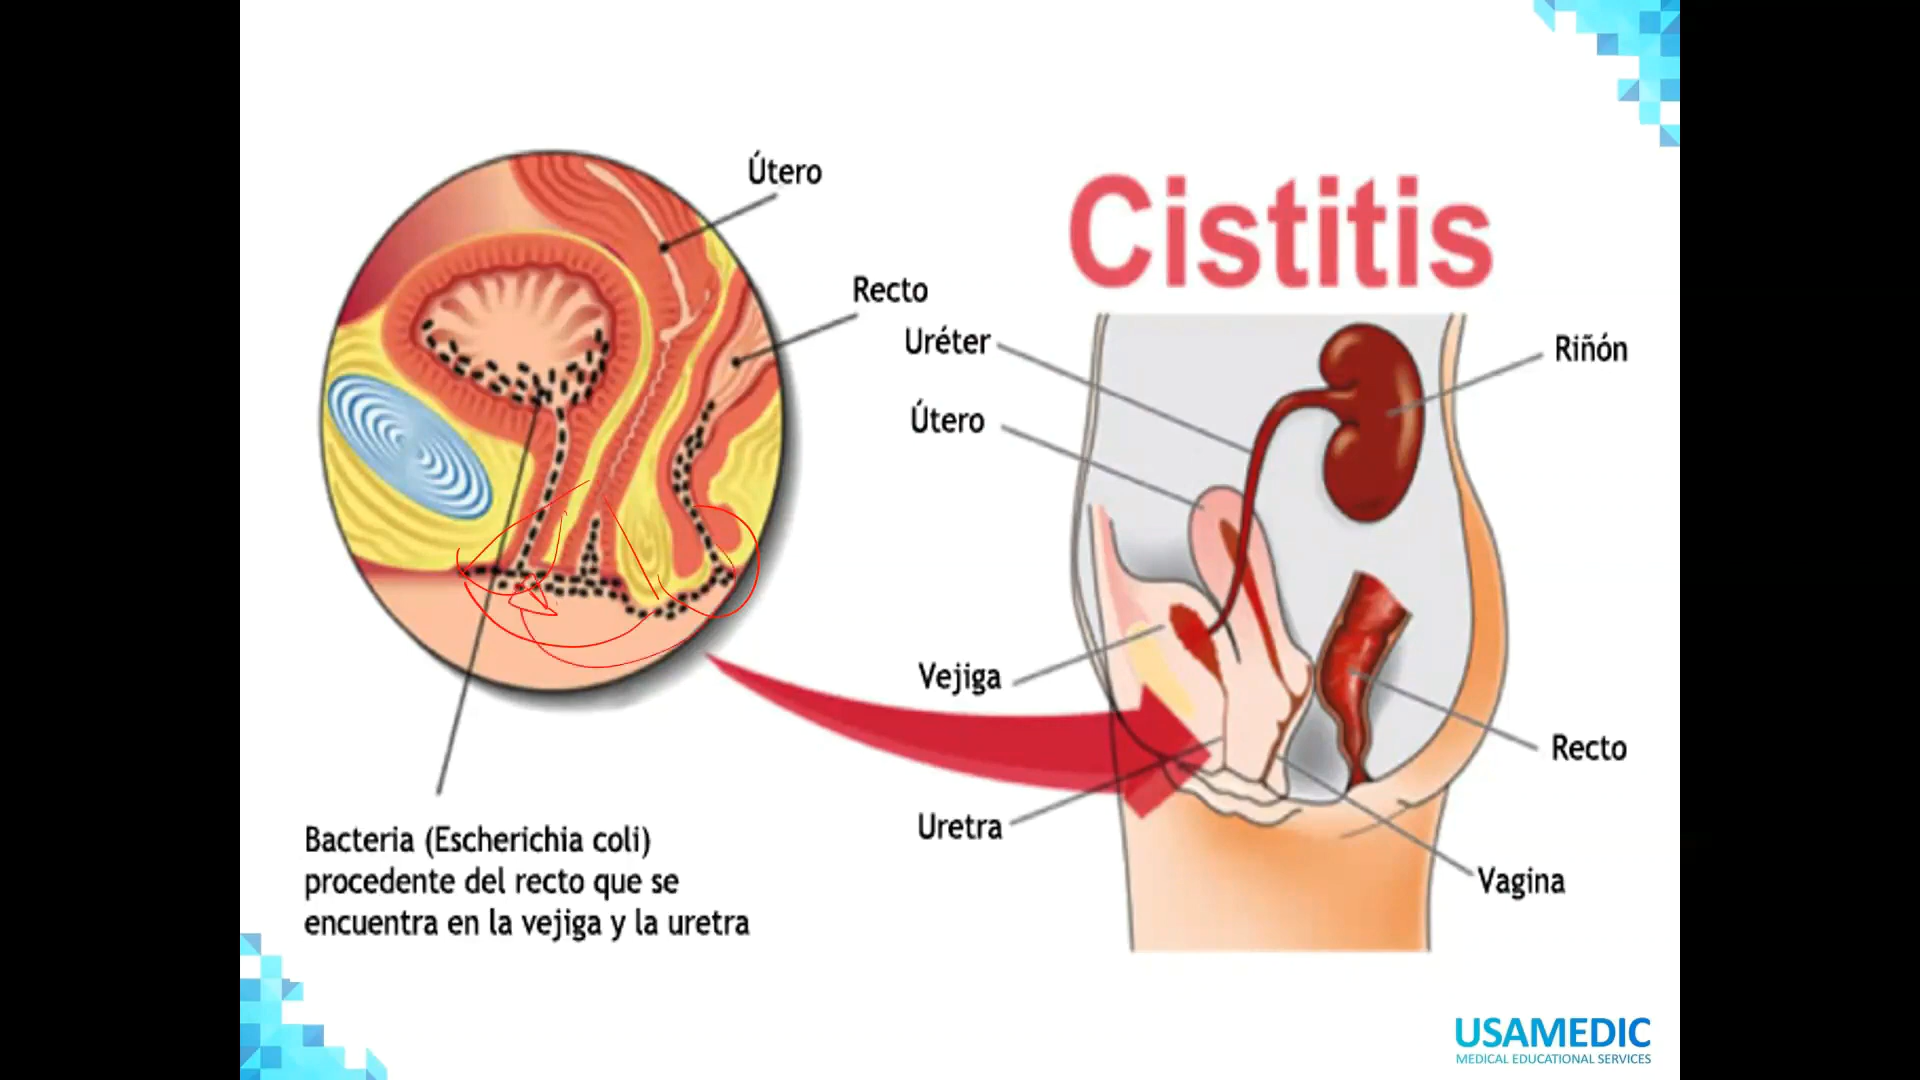 Cistitis
Útero
Recto
Bacteria (Escherichia coli)
procedente del recto que se
encuentra en la vejiga y la uretra
Uréter
Útero
Vejiga
Uretra
Riñón
Recto
Vagina
USAMEDIC
MEDICAL EDUCATIONAL SERVICES